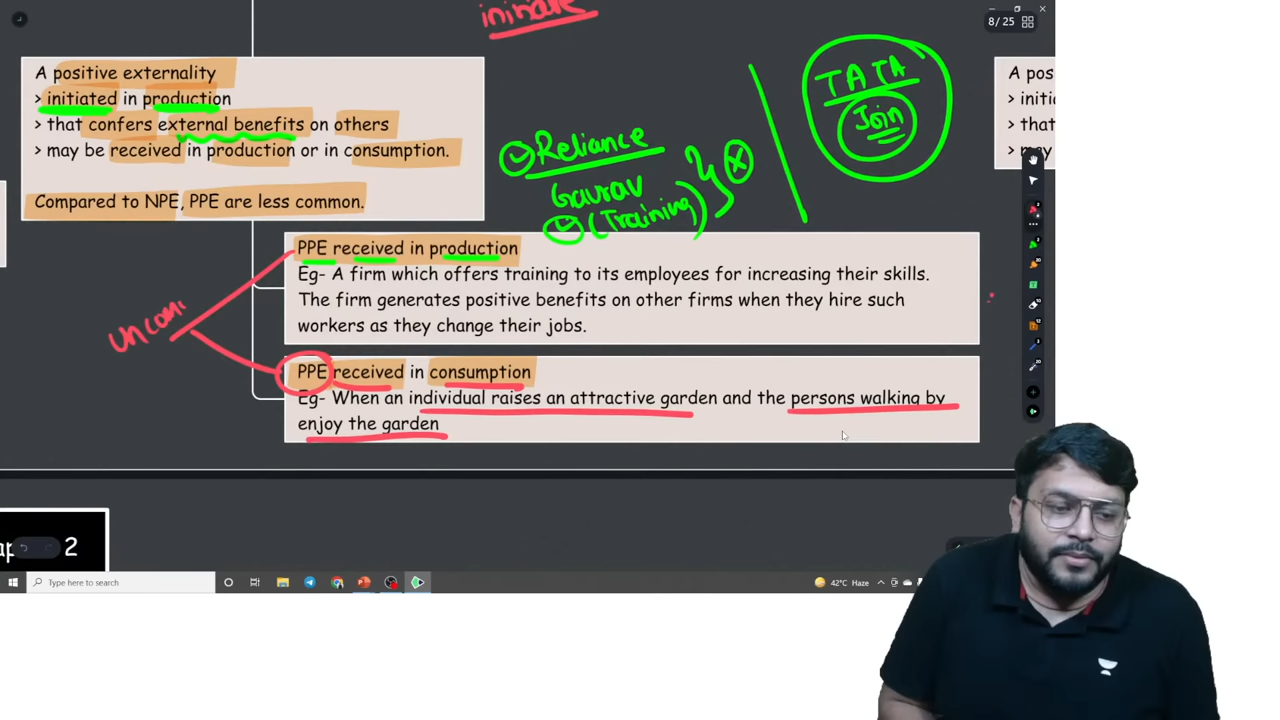 initiate
8/25
A positive externality
> initiated in production
> that confers external benefits on others
> may be received in production or in consumption.
Compared to NPE, PPE are less common.
Reliance
Gaurav
(Training)
TATA
Join
A pos
> initia
> that
> may
PPE received in production
Eg- A firm which offers training to its employees for increasing their skills.
The firm generates positive benefits on other firms when they hire such
workers as they change their jobs.
PPE received in consumption
Eg- When an individual raises an attractive garden and the persons walking by
enjoy the garden
2
Type here to search
42°C Haze